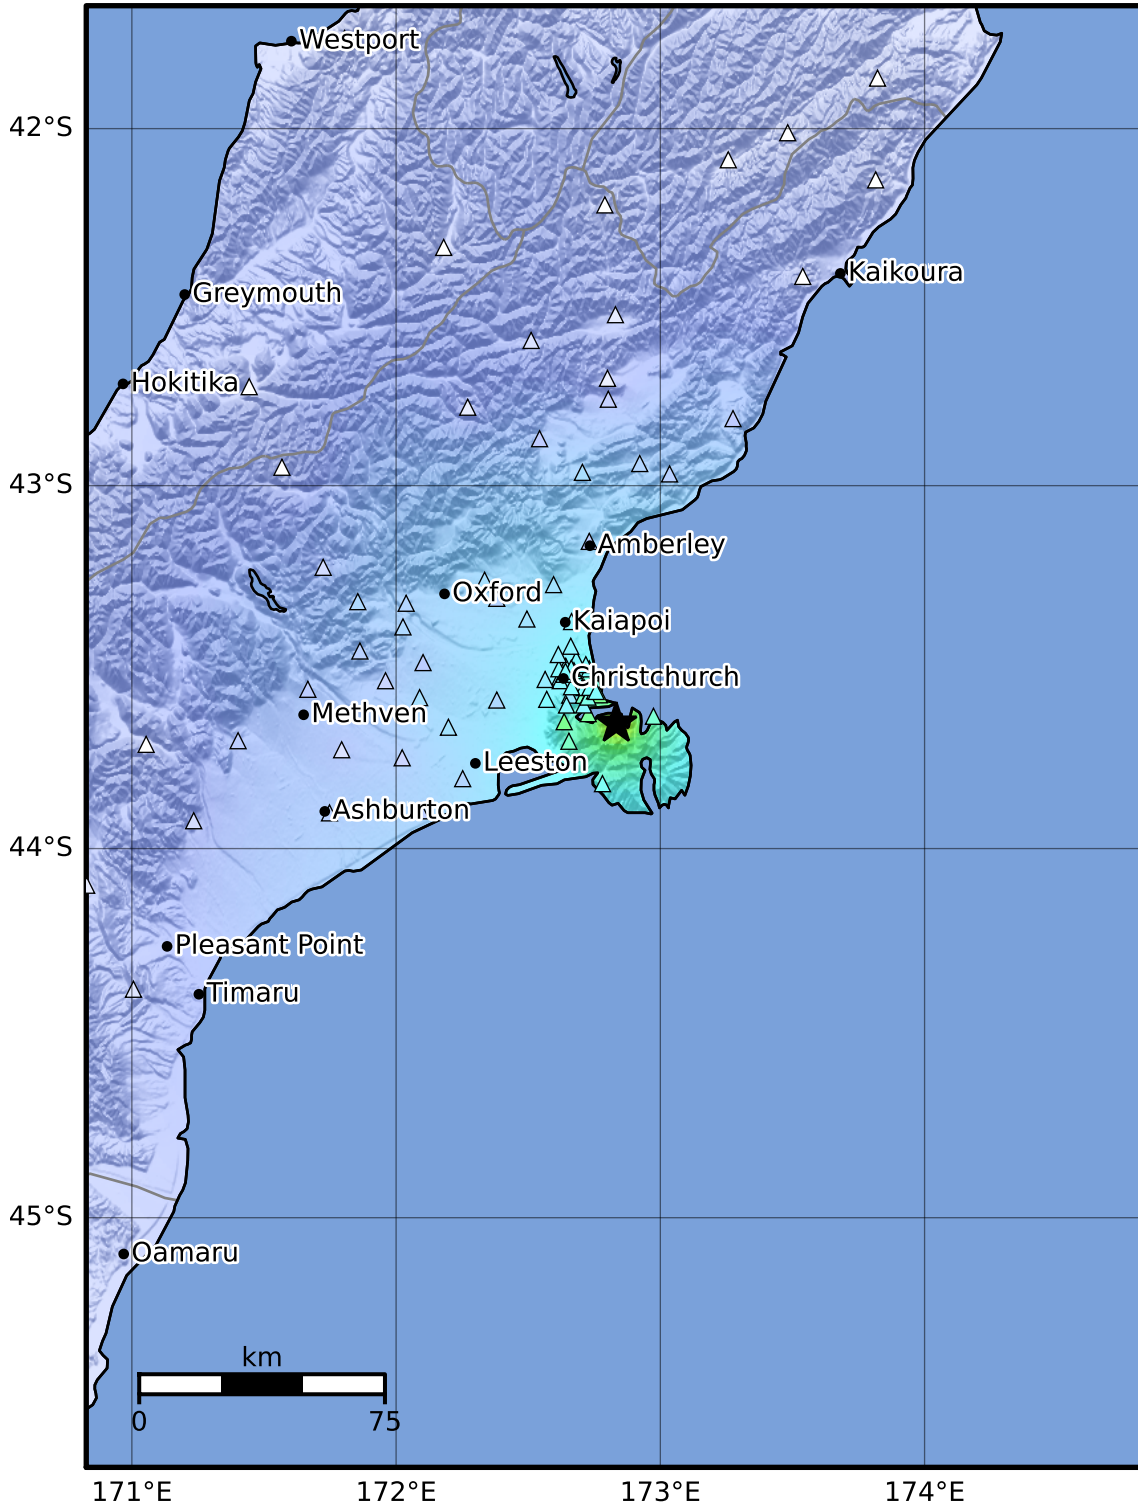 Westport
42°S
Kaikoura
Greymouth
Hokitika
43°S
Amberley
Oxford
Kaiapoi
Christchurch
Methven
Leeston
Ashburton
44°S
Pleasant Point
Timaru
45°S
Oamaru
km
0 75
171°E 172°E 173°E 174°E